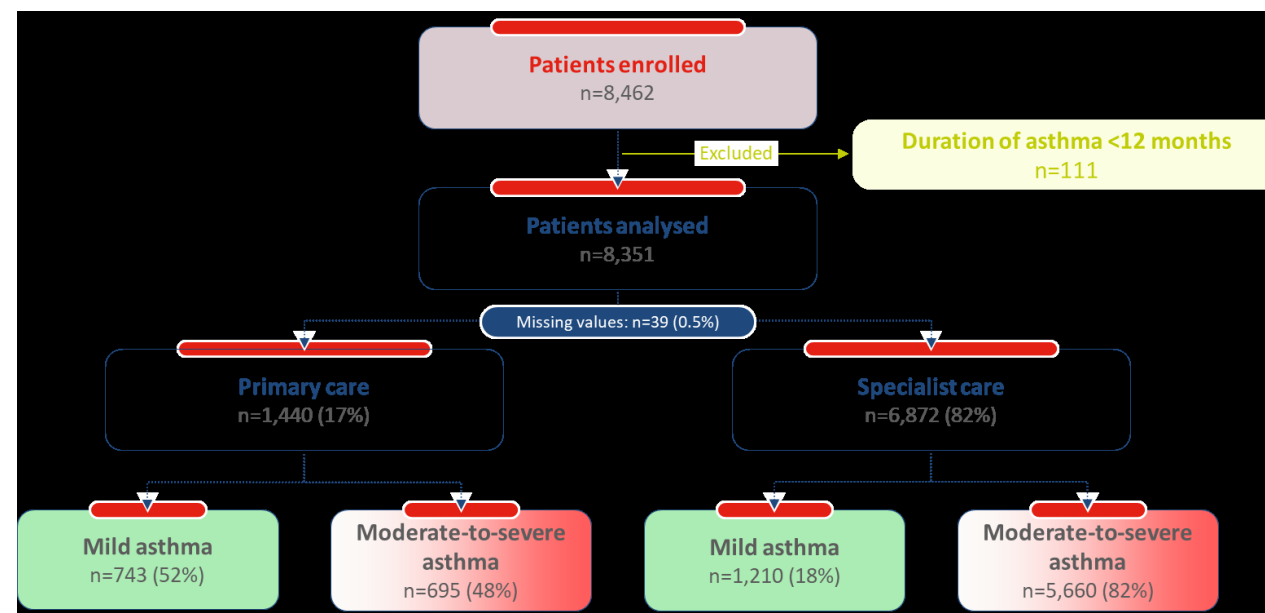 Patients enrolled
n=8,462
Excluded
Duration of asthma <12 months
n=111
Patients analysed
n=8,351
Missing values: n=39 (0.5%)
Primary care
n=1,440 (17%)
Specialist care
n=6,872 (82%)
Mild asthma
n=743 (52%)
Moderate-to-severe
asthma
n=695 (48%)
Mild asthma
n=1,210 (18%)
Moderate-to-severe
asthma
n=5,660 (82%)